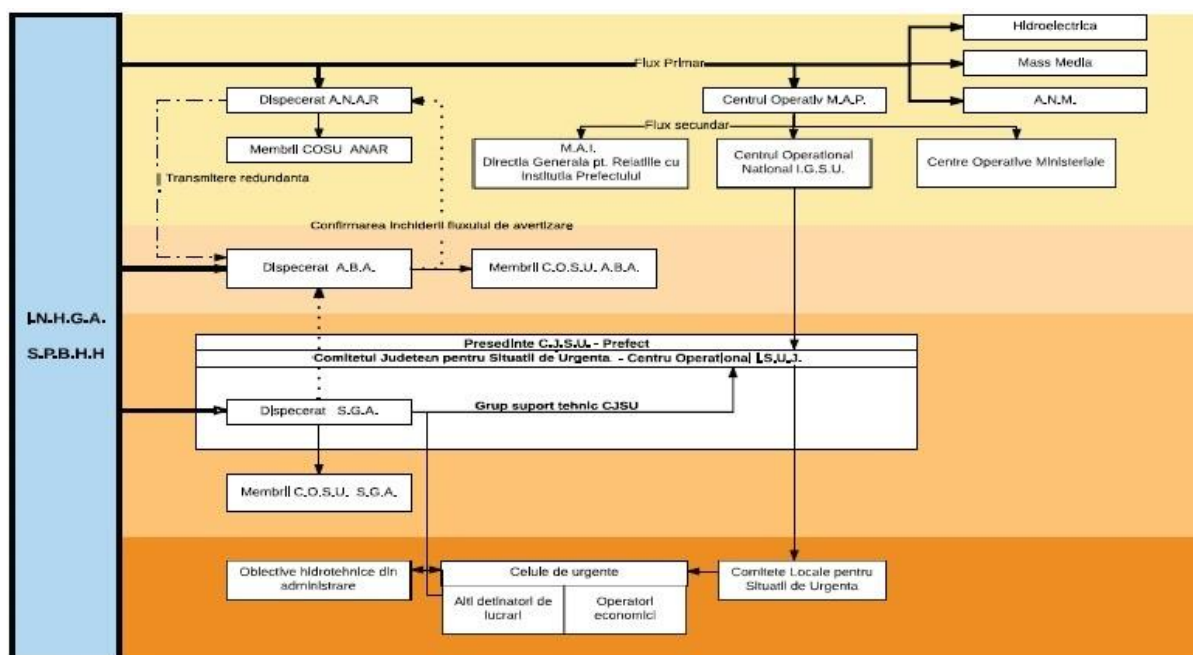 Hidroelectrica
Flux Primar
Mass Media
Dispecerat A.N.A.R
Centrul Operativ M.A.P.
A.N.M.
Flux secundar
Membrii COSU ANAR
M.A.I.
Directia Generala pt. Relatiile cu
Institutia Prefectului
Centrul Operational
National I.G.S.U.
Centre Operative Ministeriale
Transmitere redundanta
Confirmarea inchiderii fluxului de avertizare
Dispecerat A.B.A.
Membrii C.O.S.U. A.B.A.
I.N.H.G.A.
S.P.B.H.H
Presedinte C.J.S.U. - Prefect
Comitetul Judetean pentru Situatii de Urgenta - Centru Operational I.S.U.J.
Dispecerat S.G.A.
Grup suport tehnic CJSU
Membrii C.O.S.U. S.G.A.
Obiective hidrotehnice din
administrare
Celule de urgente
Alti detinatori de
lucrari
Operatori
economici
Comitete Locale pentru
Situatii de Urgenta